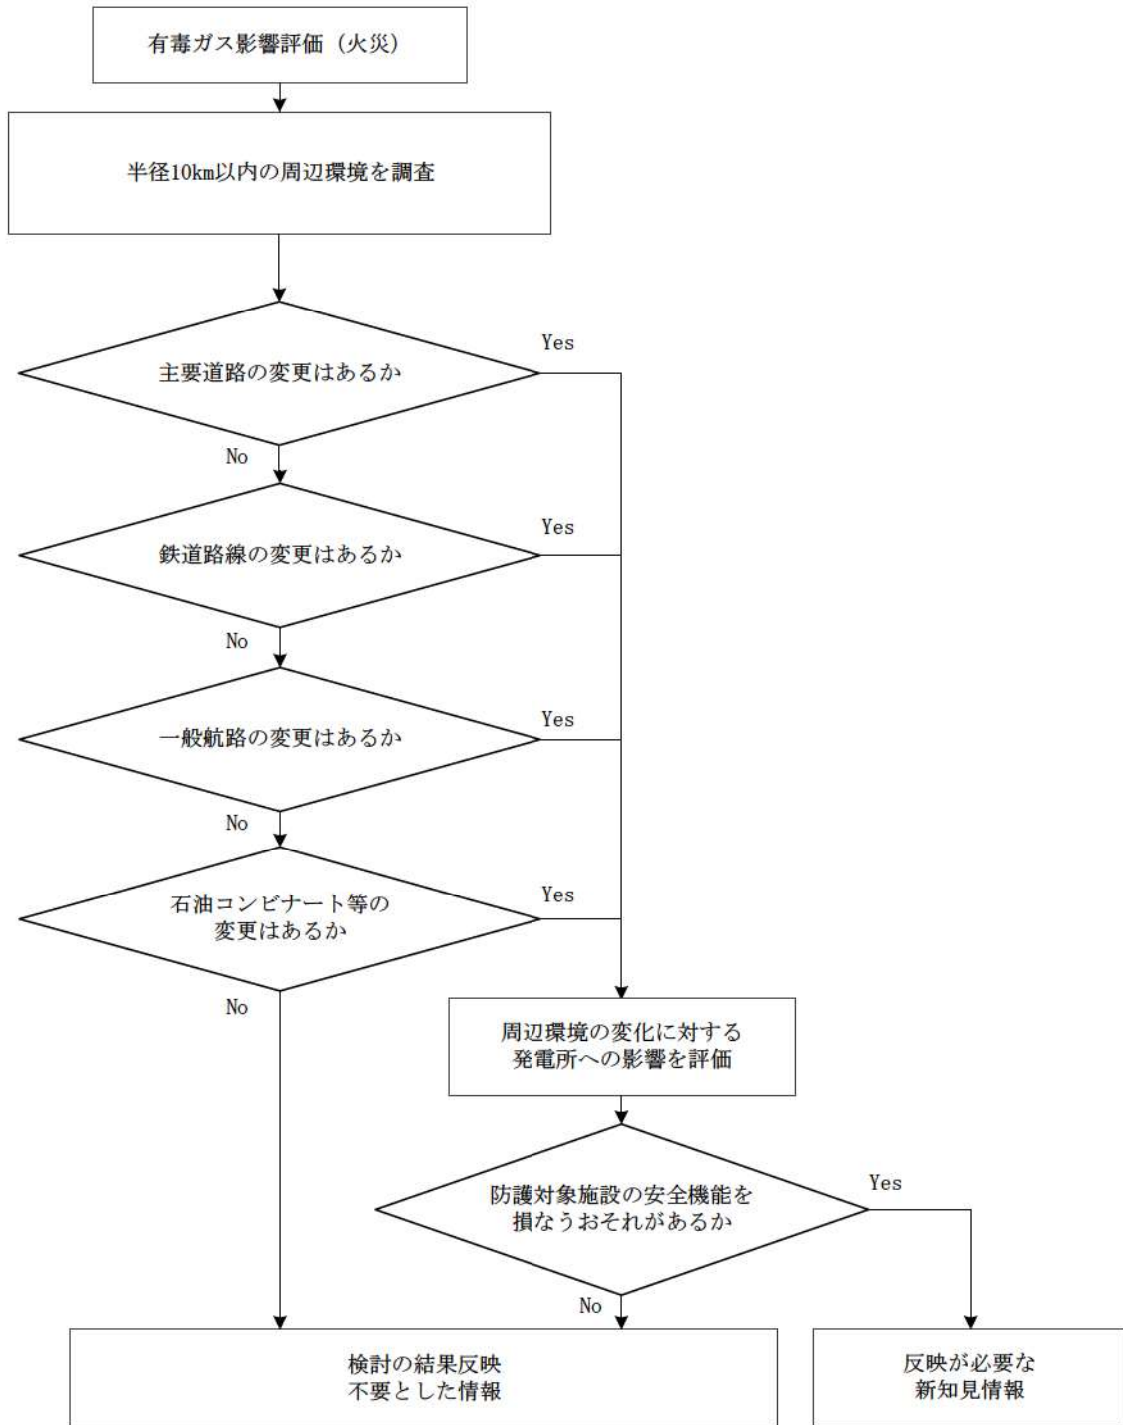 有毒ガス影響評価（火災）
半径10km以内の周辺環境を調査
主要道路の変更はあるか
Yes
No
鉄道路線の変更はあるか
Yes
No
一般航路の変更はあるか
Yes
No
石油コンビナート等の
変更はあるか
Yes
No
周辺環境の変化に対する
発電所への影響を評価
防護対象施設の安全機能を
損なうおそれがあるか
Yes
No
検討の結果反映
不要とした情報
反映が必要な
新知見情報